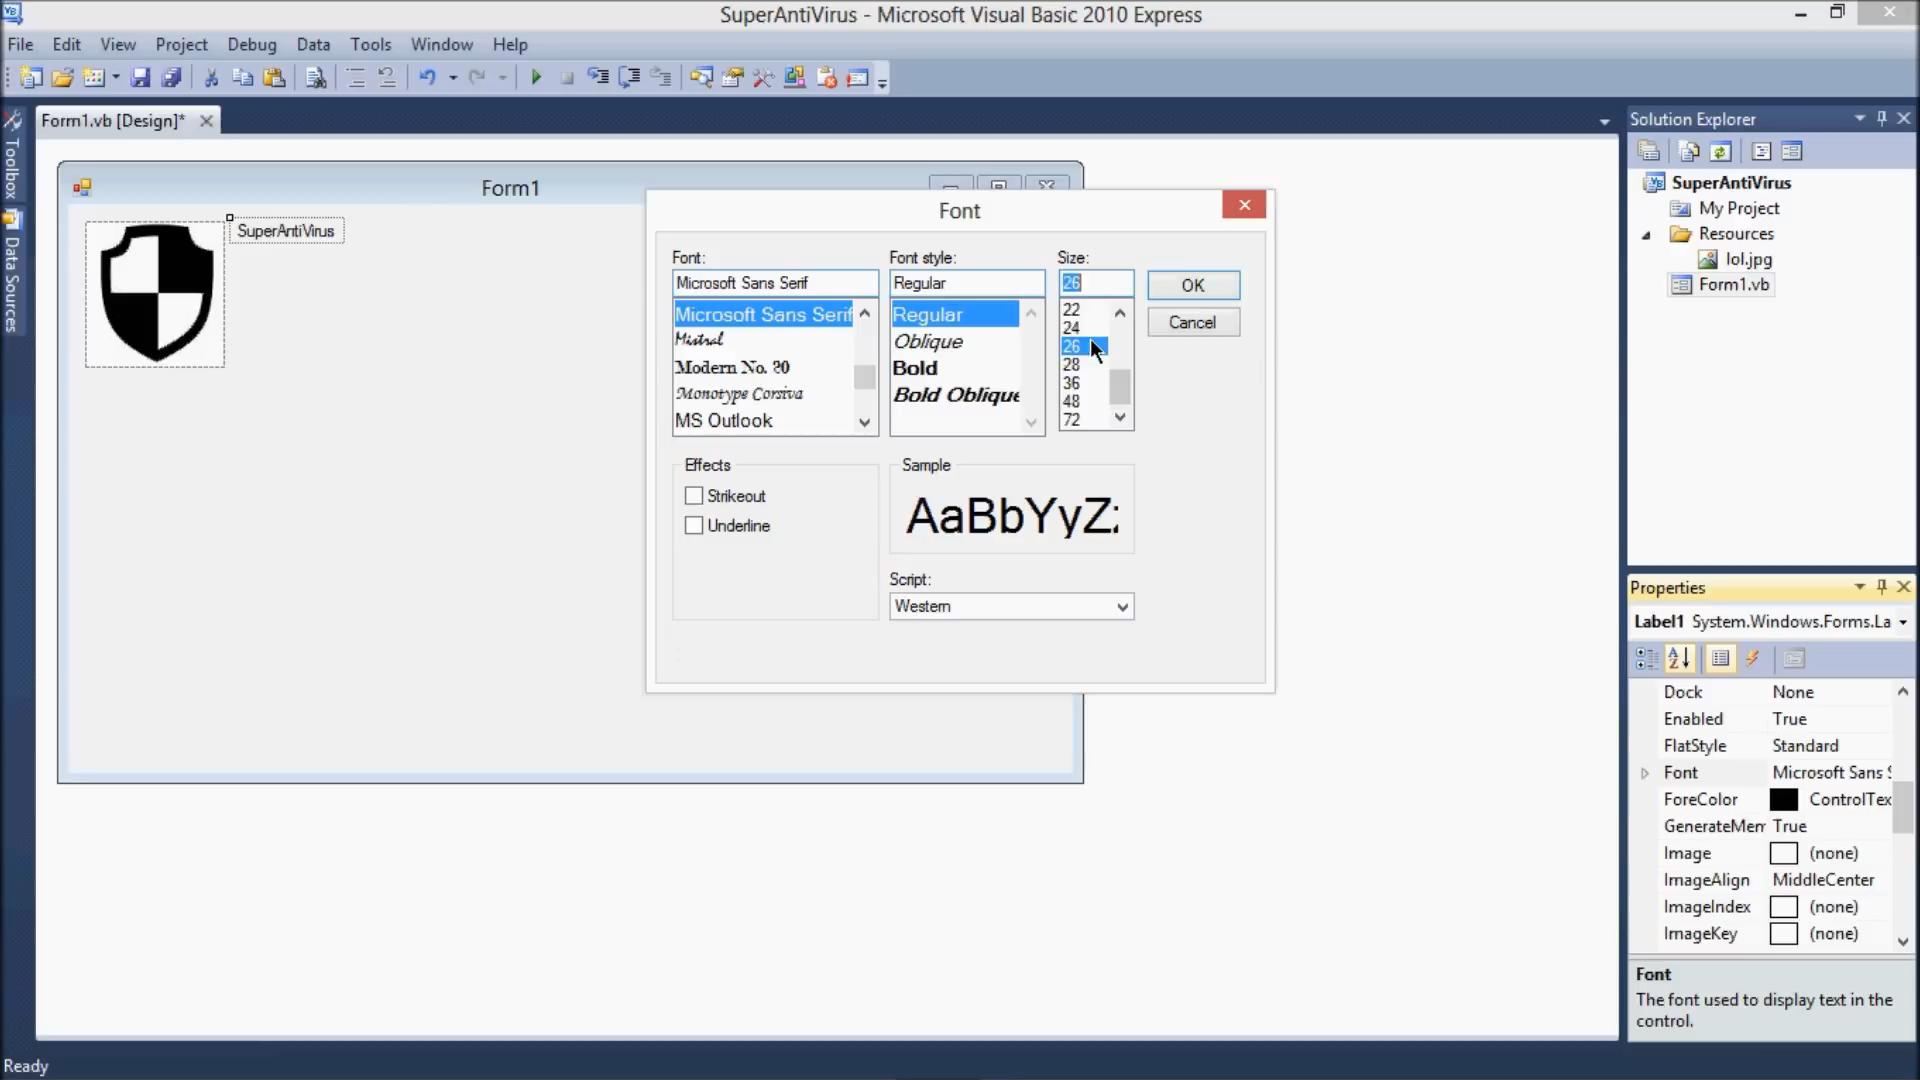 SuperAntiVirus - Microsoft Visual Basic 2010 Express
File Edit View Project Debug Data Tools Window Help
Form1.vb [Design]*
Toolbox
Data Sources
Form1
SuperAntiVirus
Font
Font:
Font style:
Size:
Microsoft Sans Serif
Regular
26
OK
Cancel
Microsoft Sans Serif
Mistral
Modern No. 20
Monotype Corsiva
MS Outlook
Regular
Oblique
Bold
Bold Oblique
22
24
26
28
36
48
72
Effects
Strikeout
Underline
Sample
AaBbYyZ
Script:
Western
Solution Explorer
SuperAntiVirus
My Project
Resources
lol.jpg
Form1.vb
Properties
Label1 System.Windows.Forms.La
Dock None
Enabled True
FlatStyle Standard
Font Microsoft Sans S
ForeColor ControlTex
GenerateMem True
Image (none)
ImageAlign MiddleCenter
ImageIndex (none)
ImageKey (none)
Font
The font used to display text in the
control.
Ready